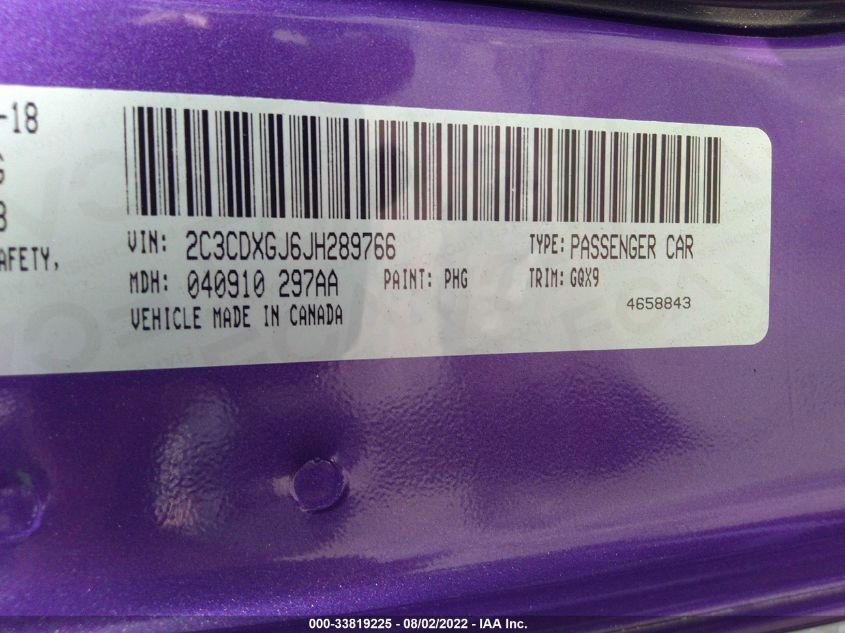 -18
8
AFETY,
VIN: 2C3CDXGJ6JH289766 TYPE: PASSENGER CAR
MDH: 040910 297AA PAINT: PHG TRIM: GQX9
VEHICLE MADE IN CANADA 4658843
000-33819225 - 08/02/2022 - IAA Inc.